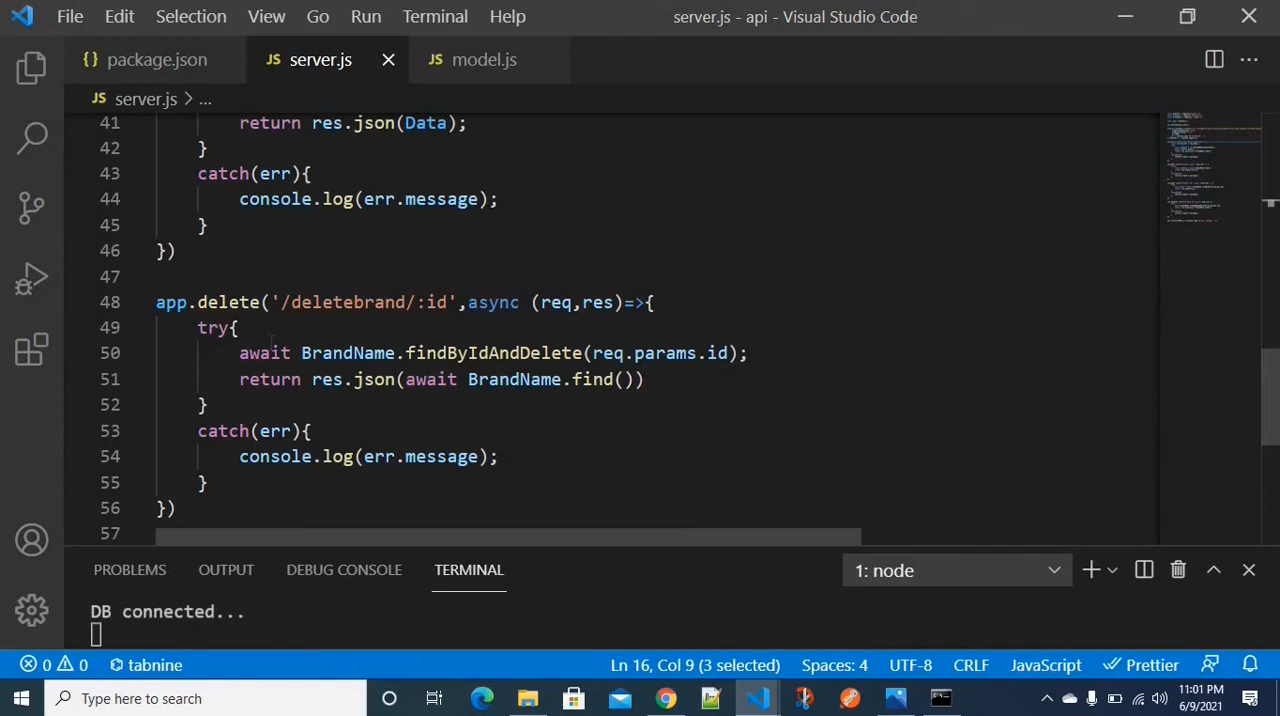 File Edit Selection View Go Run Terminal Help server.js - api - Visual Studio Code
{} package.json JS server.js JS model.js
JS server.js > ...
41 return res.json(Data);
42 }
43 catch(err){
44 console.log(err.message);
45 }
46 })
47
48 app.delete('/deletebrand/:id',async (req,res)=>{
49 try{
50 await BrandName.findByIdAndDelete(req.params.id);
51 return res.json(await BrandName.find())
52 }
53 catch(err){
54 console.log(err.message);
55 }
56 })
57
PROBLEMS OUTPUT DEBUG CONSOLE TERMINAL 1: node
DB connected...
0 0 tabnine Ln 16, Col 9 (3 selected) Spaces: 4 UTF-8 CRLF JavaScript Prettier
Type here to search 11:01 PM
6/9/2021